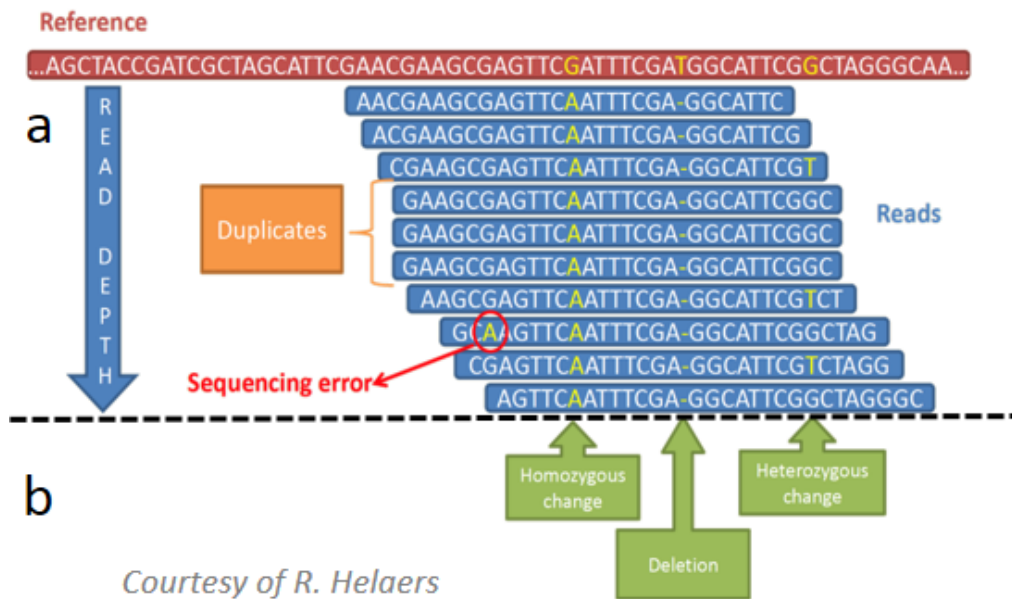 Reference
...AGCTACCGATCGCTAGCATTCGAACGAAGCGAGTTCGATTTCGATGGCATTCGGCTAGGGCAA...
a
READ DEPTH
AACGAAGCGAGTTCAATTTCGA-GGCATTC
ACGAAGCGAGTTCAATTTCGA-GGCATTCG
CGAAGCGAGTTCAATTTCGA-GGCATTCGT
Duplicates
GAAGCGAGTTCAATTTCGA-GGCATTCGGC
Reads
GAAGCGAGTTCAATTTCGA-GGCATTCGGC
GAAGCGAGTTCAATTTCGA-GGCATTCGGC
AAGCGAGTTCAATTTCGA-GGCATTCGTCT
GCAAGTTCAATTTCGA-GGCATTCGGCTAG
Sequencing error
CGAGTTCAATTTCGA-GGCATTCGTCTAGG
AGTTCAATTTCGA-GGCATTCGGCTAGGGC
b
Homozygous
change
Heterozygous
change
Deletion
Courtesy of R. Helaers